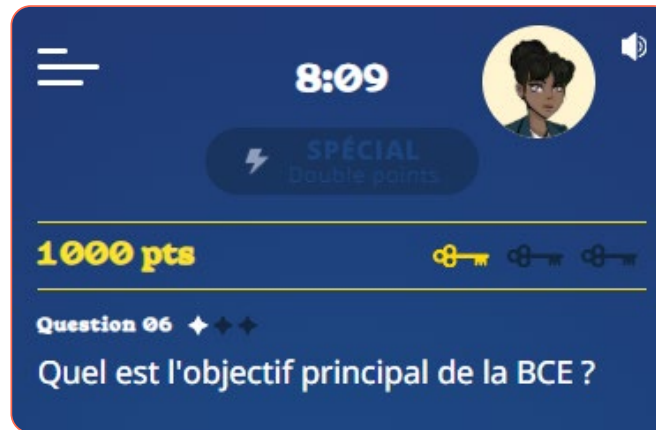 8:09
SPÉCIAL
Double points
1000 pts
Question 06
Quel est l'objectif principal de la BCE ?